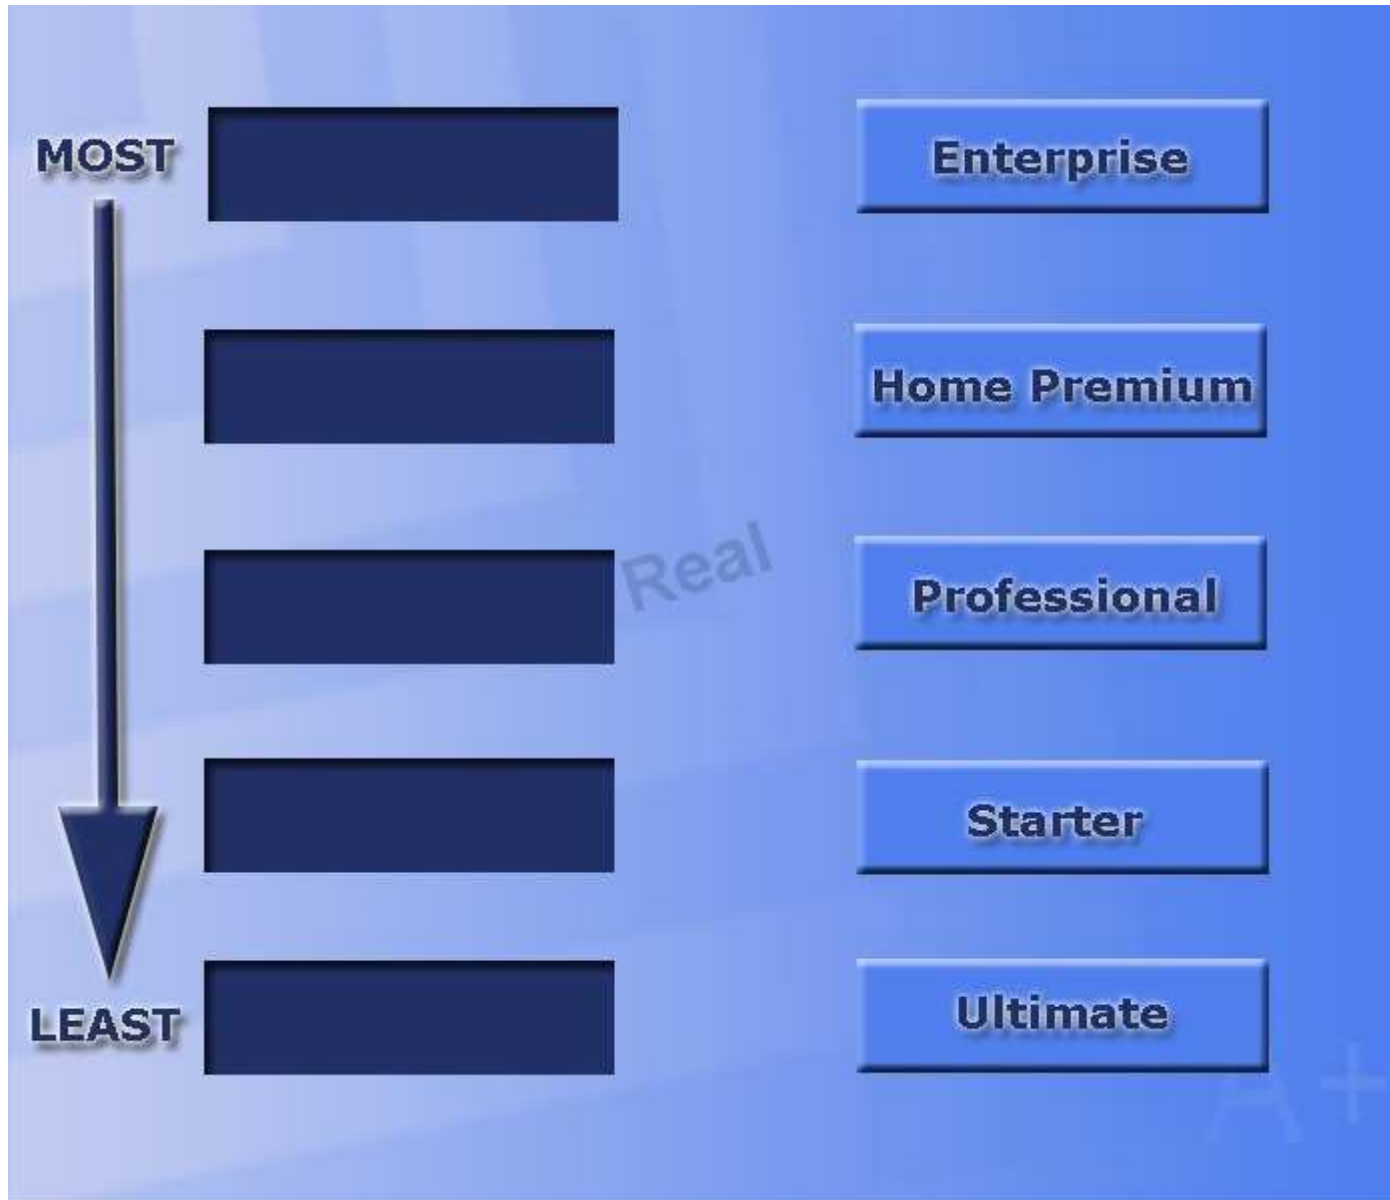 MOST
Enterprise
Home Premium
Real
Professional
Starter
LEAST
Ultimate
A+